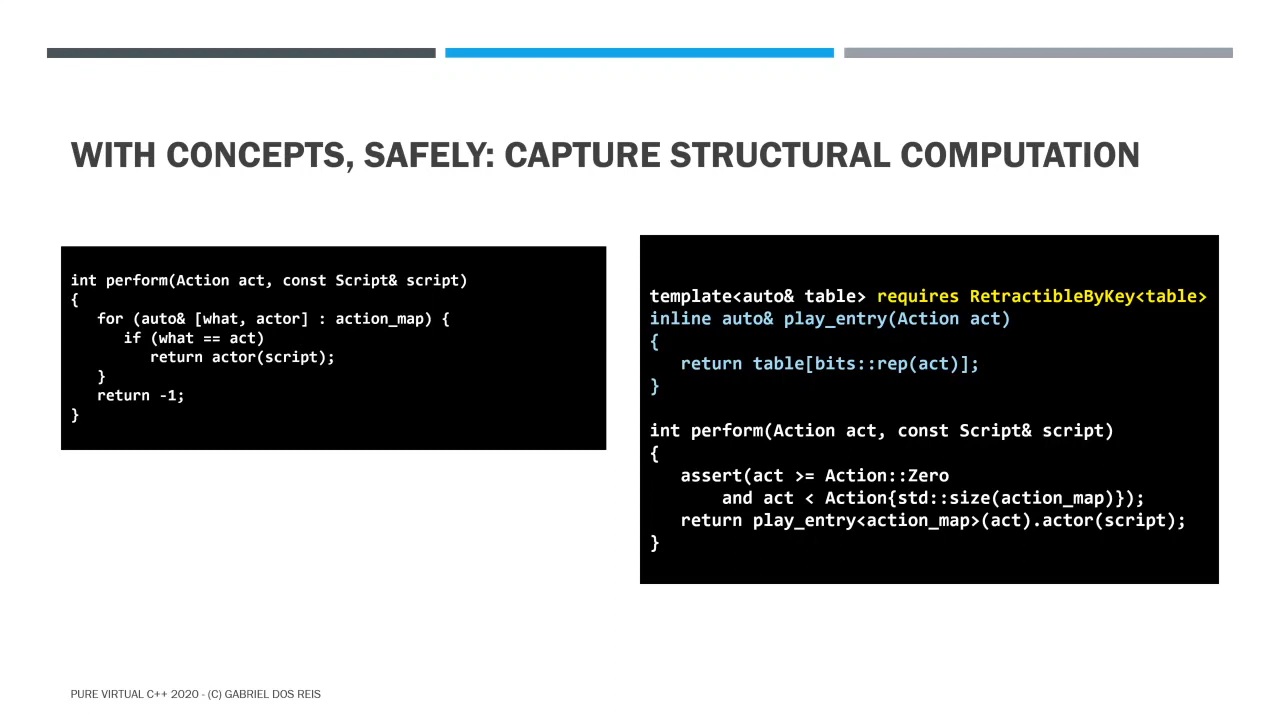 WITH CONCEPTS, SAFELY: CAPTURE STRUCTURAL COMPUTATION
int perform(Action act, const Script& script)
{
   for (auto& [what, actor] : action_map) {
      if (what == act)
         return actor(script);
   }
   return -1;
}
template<auto& table> requires RetractibleByKey<table>
inline auto& play_entry(Action act)
{
   return table[bits::rep(act)];
}
int perform(Action act, const Script& script)
{
   assert(act >= Action::Zero
       and act < Action{std::size(action_map)});
   return play_entry<action_map>(act).actor(script);
}
PURE VIRTUAL C++ 2020 - (C) GABRIEL DOS REIS